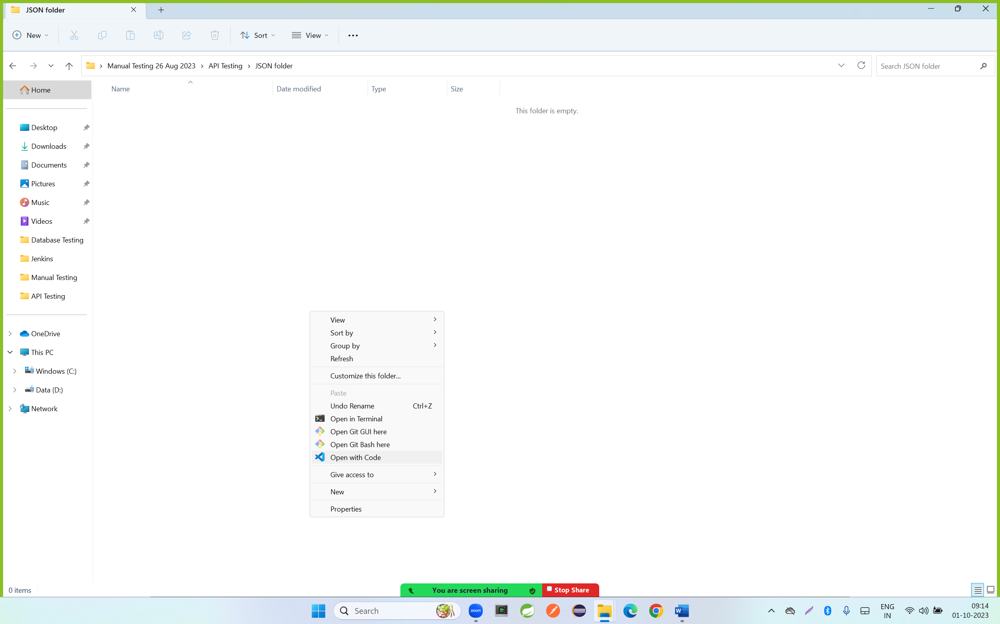 JSON folder
New
Sort
View
Manual Testing 26 Aug 2023 › API Testing › JSON folder
Search JSON folder
Home
Name
Date modified
Type
Size
This folder is empty.
Desktop
Downloads
Documents
Pictures
Music
Videos
Database Testing
Jenkins
Manual Testing
API Testing
OneDrive
This PC
Windows (C:)
Data (D:)
Network
View
Sort by
Group by
Refresh
Customize this folder...
Paste
Undo Rename Ctrl+Z
Open in Terminal
Open Git GUI here
Open Git Bash here
Open with Code
Give access to
New
Properties
0 items
You are screen sharing
Stop Share
Search
zoom
ENG
IN
09:14
01-10-2023